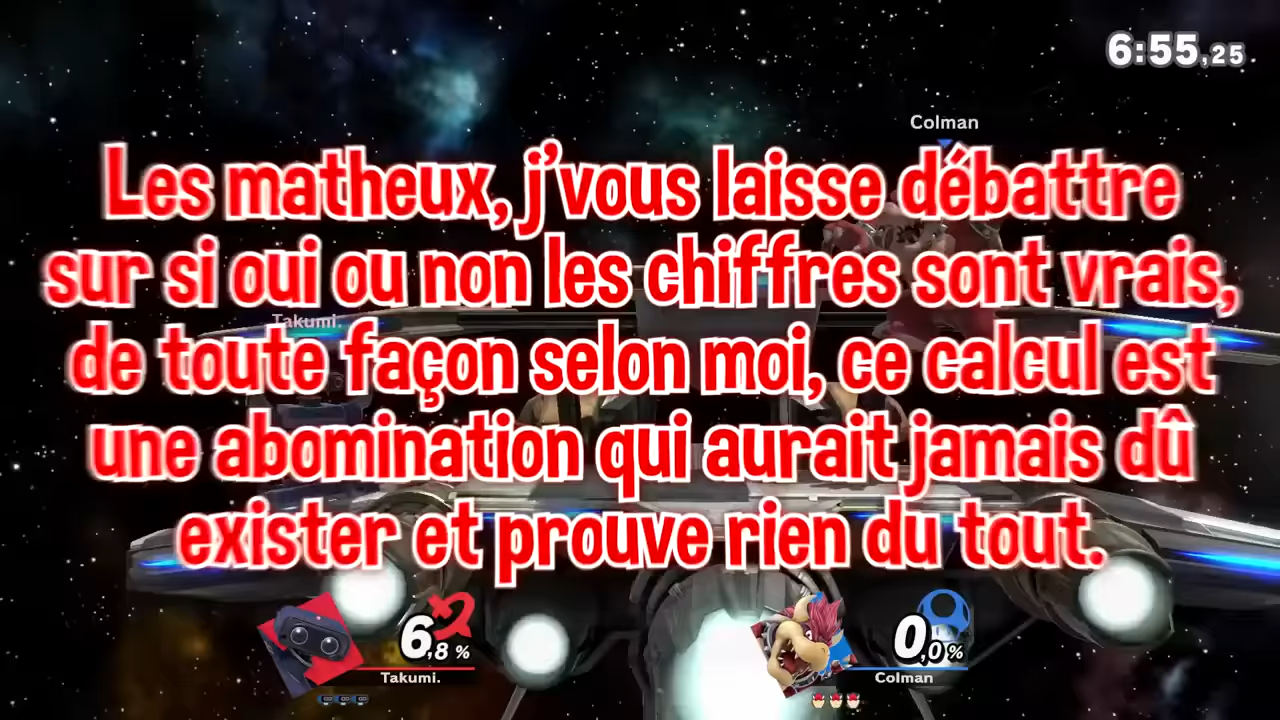 6:55,25
Colman
Les matheux, j'vous laisse débattre
sur si oui ou non les chiffres sont vrais,
Takumi.
de toute façon selon moi, ce calcul est
une abomination qui aurait jamais dû
exister et prouve rien du tout.
6,8 %
0,0%
Takumi.
Colman